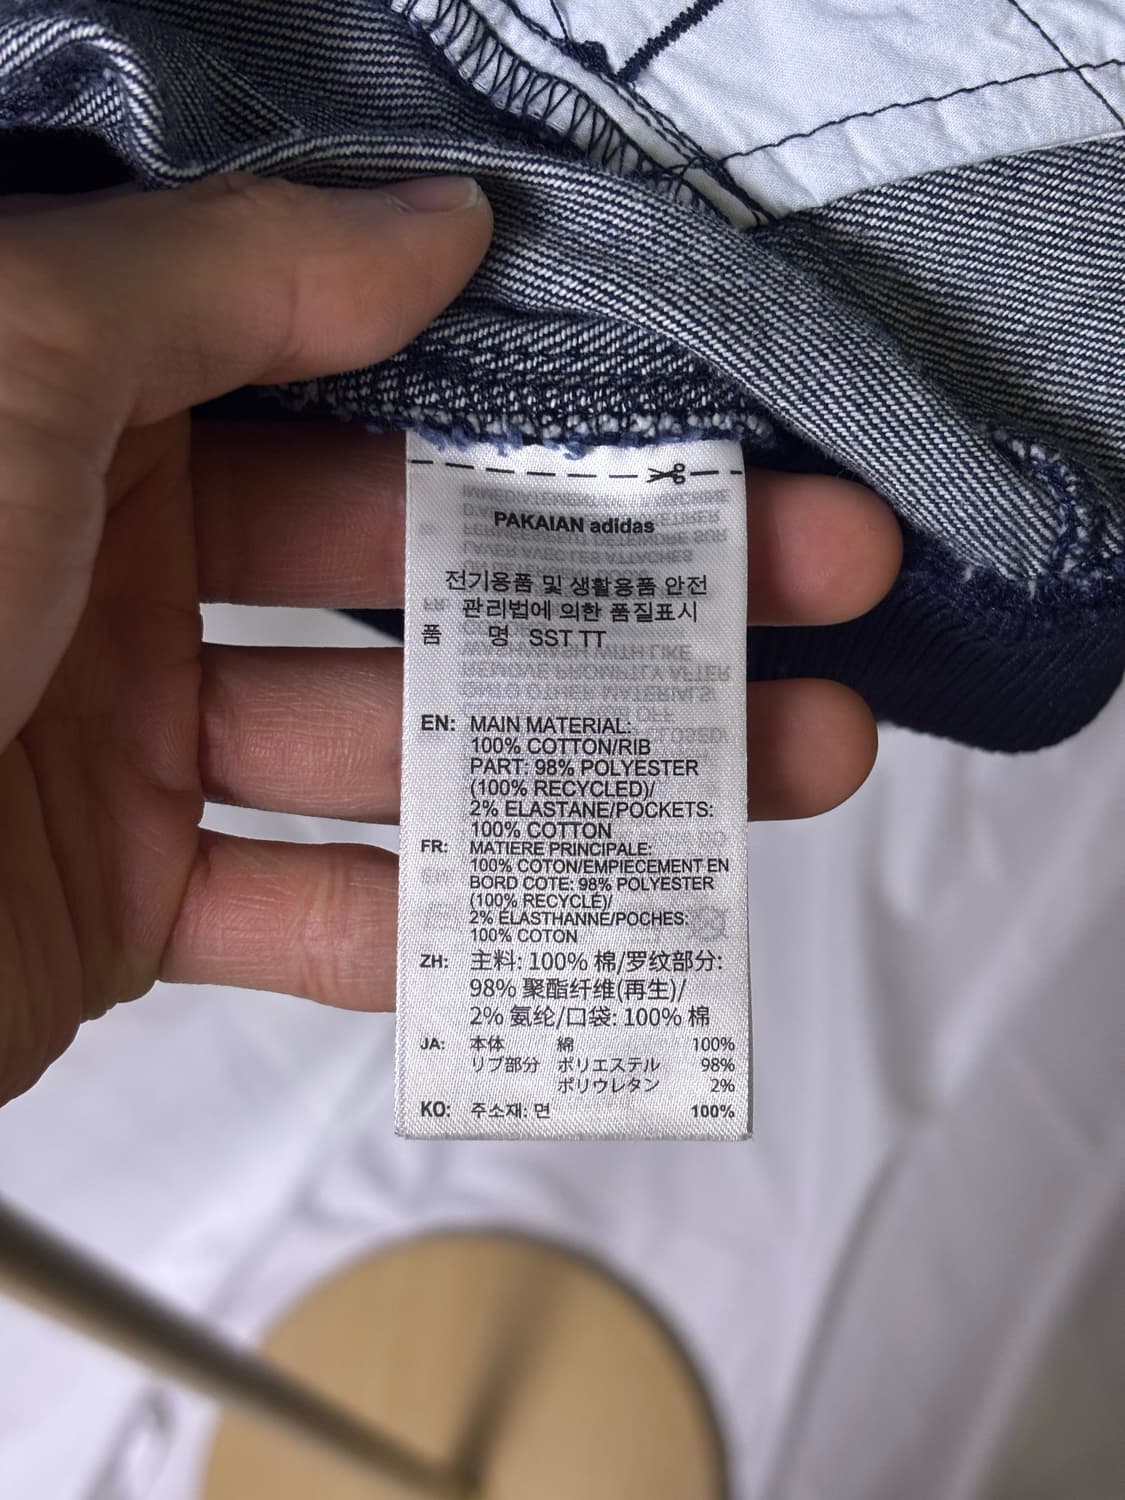 PAKAIAN adidas
전기용품 및 생활용품 안전
관리법에 의한 품질표시
품 명 SST TT
EN: MAIN MATERIAL:
100% COTTON/RIB
PART: 98% POLYESTER
(100% RECYCLED)/
2% ELASTANE/POCKETS:
100% COTTON
FR: MATIERE PRINCIPALE:
100% COTON/EMPIECEMENT EN
BORD COTE: 98% POLYESTER
(100% RECYCLÉ)/
2% ELASTHANNE/POCHES:
100% COTON
ZH: 主料: 100% 棉/罗纹部分:
98% 聚酯纤维(再生)/
2% 氨纶/口袋: 100% 棉
JA: 本体 綿 100%
リブ部分 ポリエステル 98%
ポリウレタン 2%
KO: 주소재: 면 100%